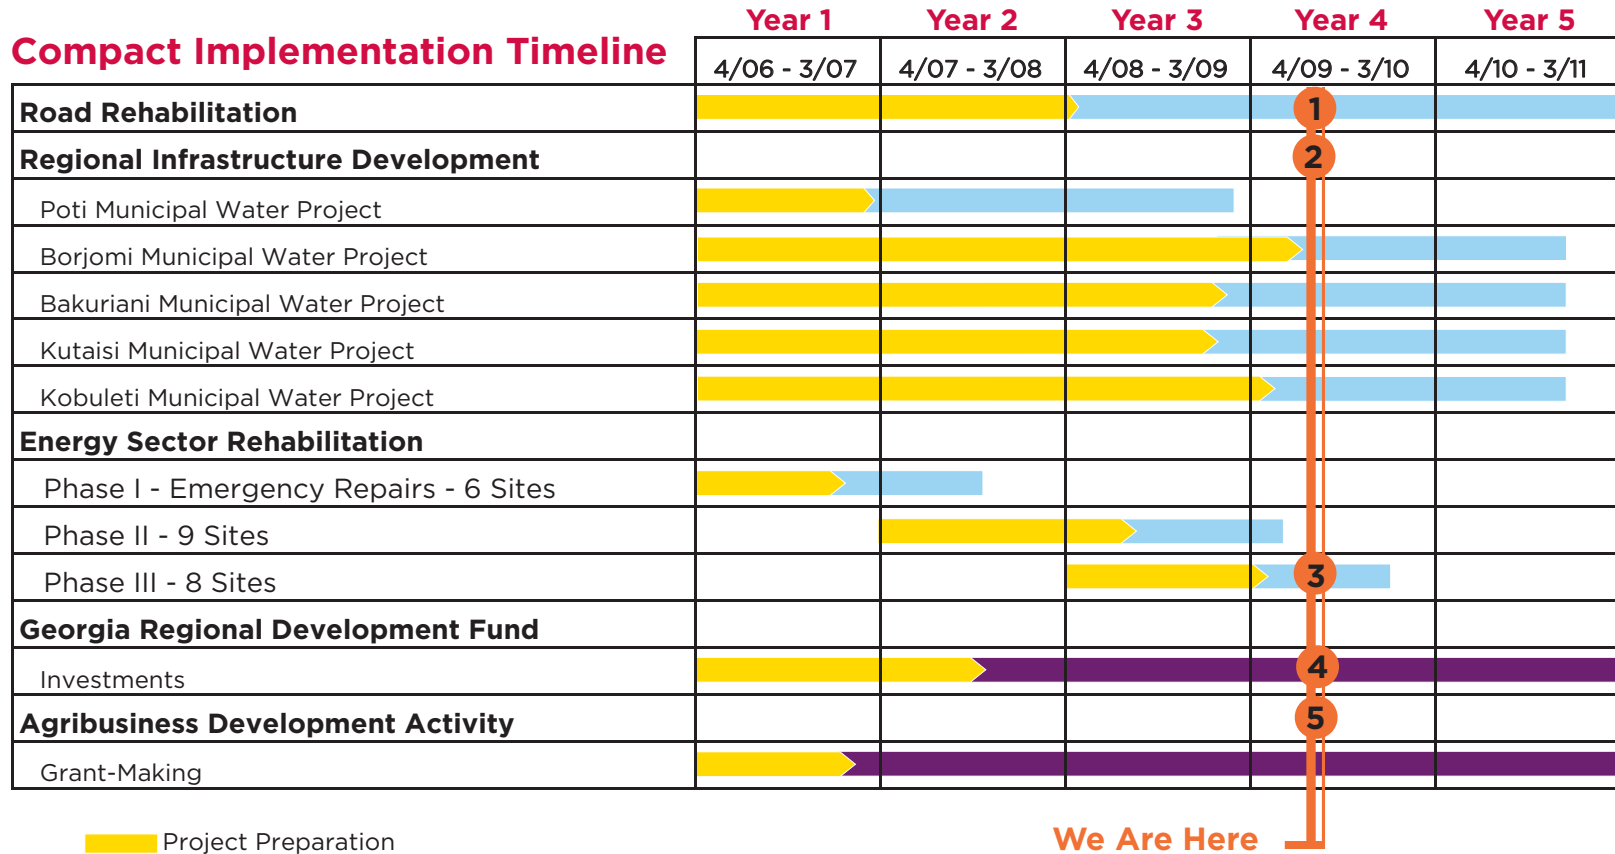 Year 1 Year 2 Year 3 Year 4 Year 5
Compact Implementation Timeline
4/06 - 3/07 4/07 - 3/08 4/08 - 3/09 4/09 - 3/10 4/10 - 3/11
Road Rehabilitation 1
Regional Infrastructure Development 2
Poti Municipal Water Project
Borjomi Municipal Water Project
Bakuriani Municipal Water Project
Kutaisi Municipal Water Project
Kobuleti Municipal Water Project
Energy Sector Rehabilitation
Phase I - Emergency Repairs - 6 Sites
Phase II - 9 Sites
Phase III - 8 Sites 3
Georgia Regional Development Fund
Investments 4
Agribusiness Development Activity 5
Grant-Making
Project Preparation We Are Here